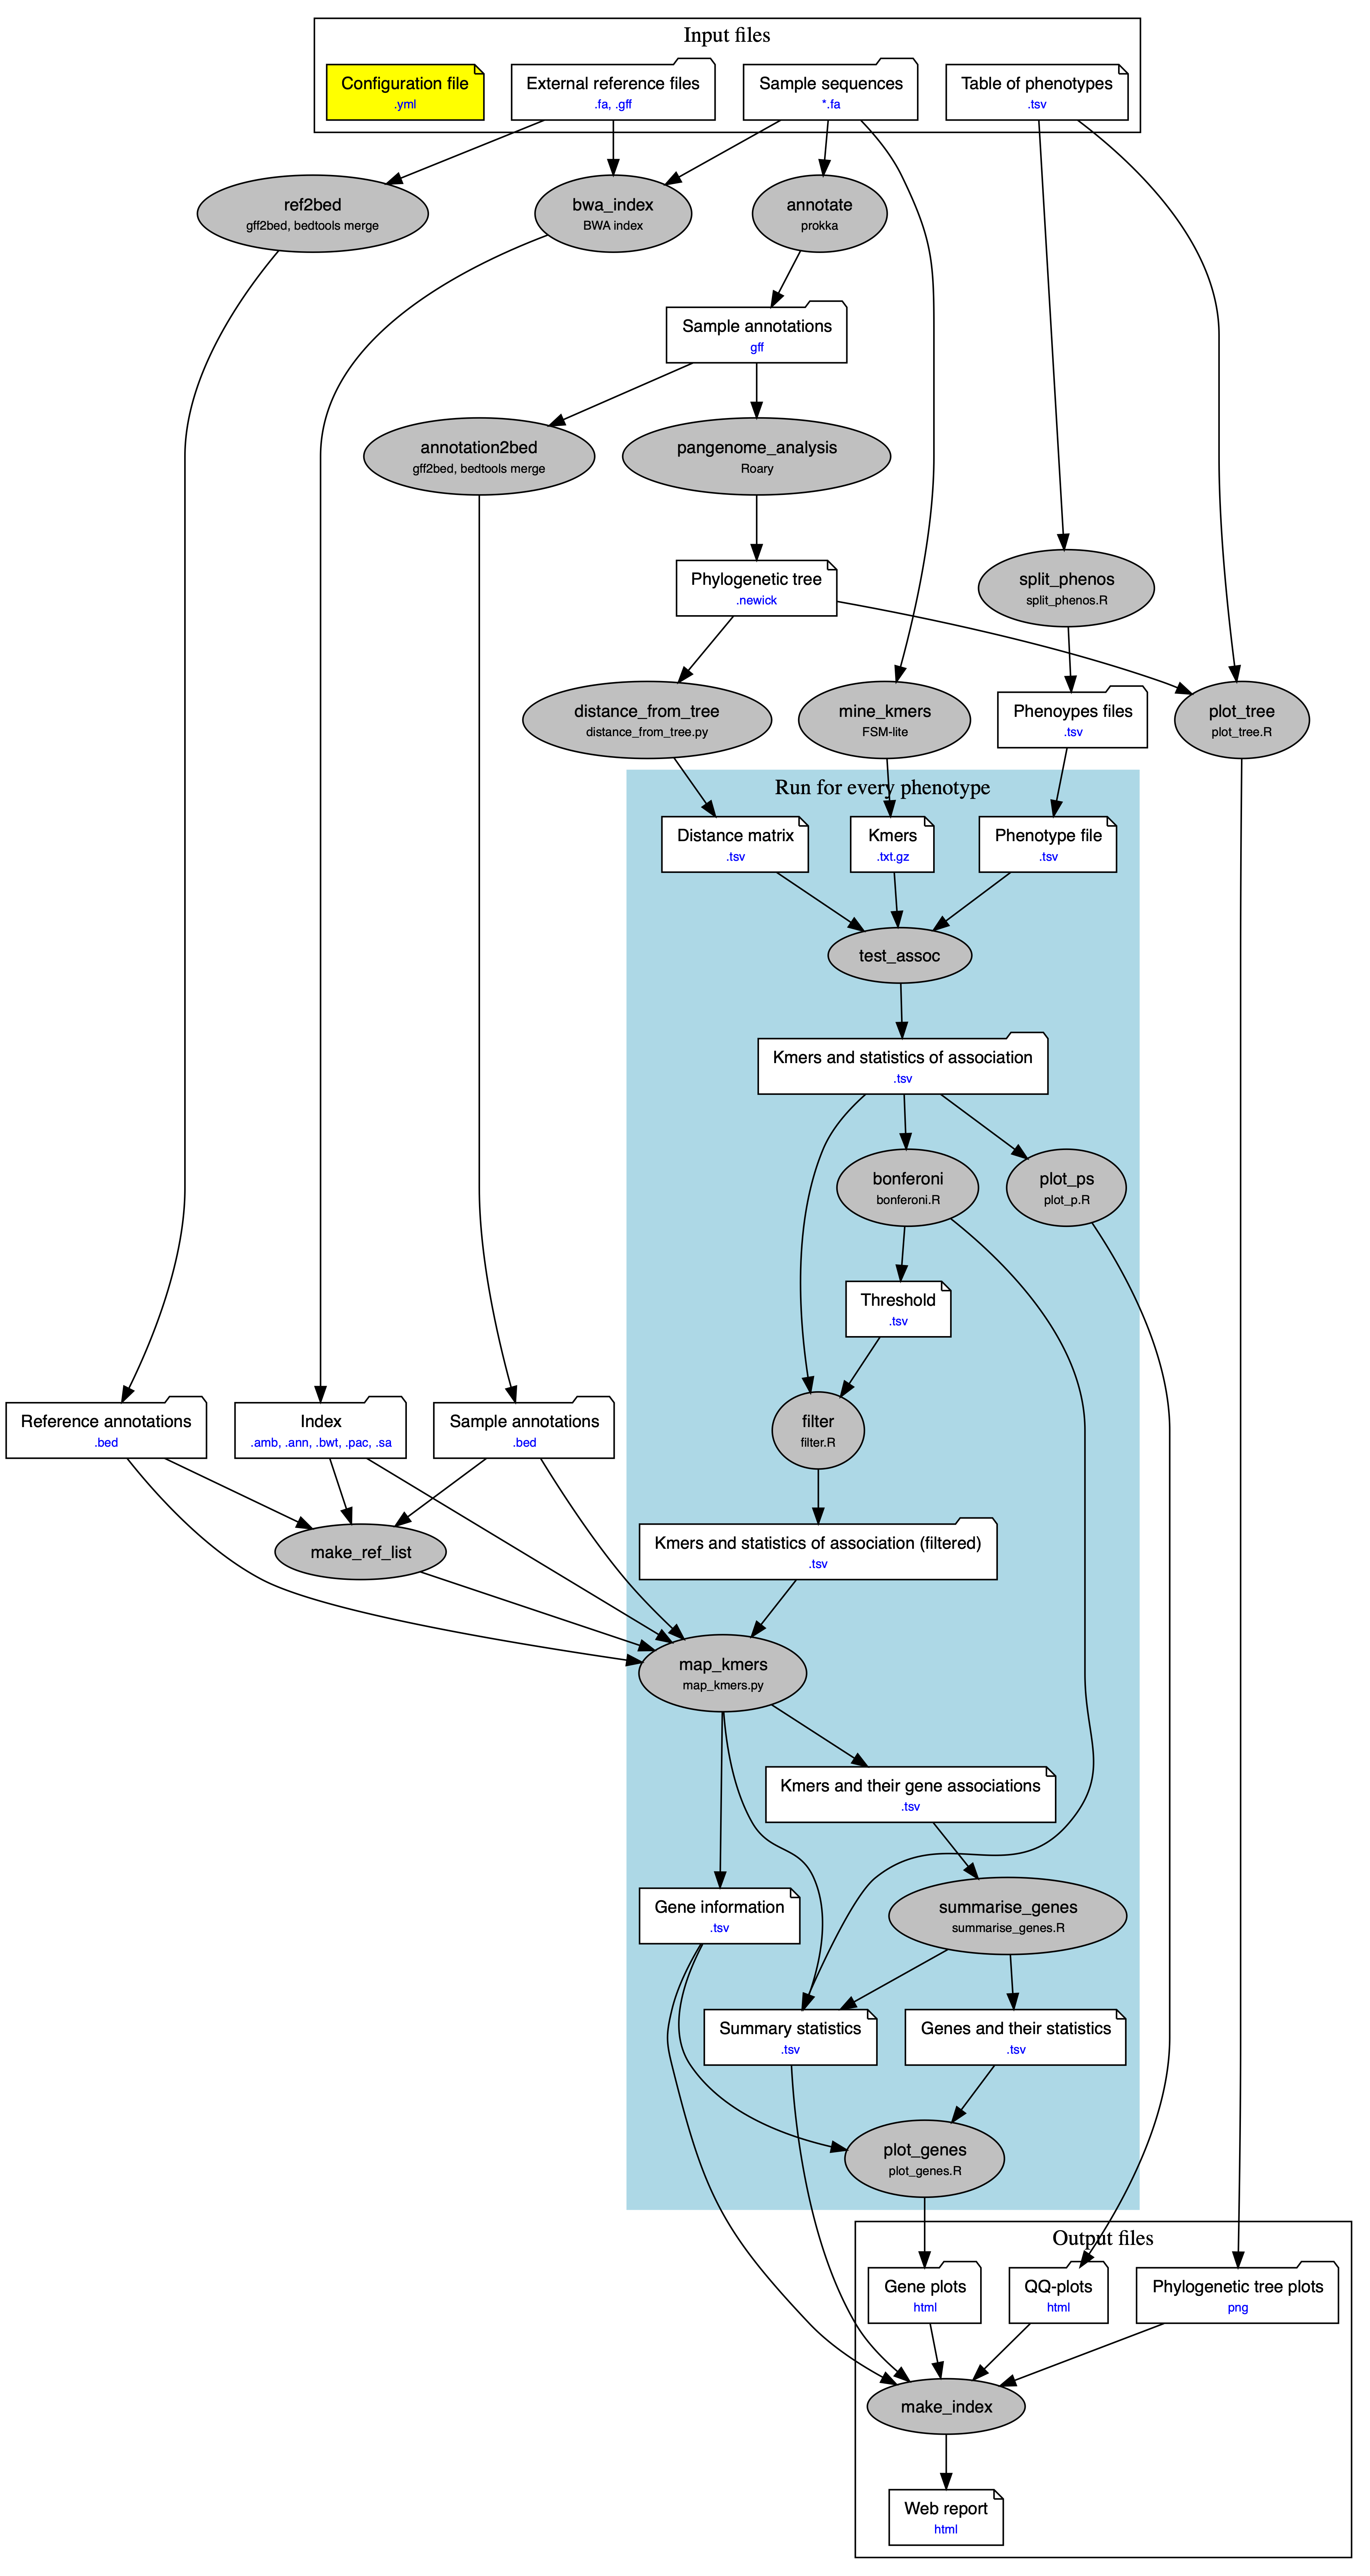 Input files
Configuration file
.yml
External reference files
.fa, .gff
Sample sequences
*.fa
Table of phenotypes
.tsv
ref2bed
gff2bed, bedtools merge
bwa_index
BWA index
annotate
prokka
Sample annotations
gff
annotation2bed
gff2bed, bedtools merge
pangenome_analysis
Roary
Phylogenetic tree
.newick
split_phenos
split_phenos.R
distance_from_tree
distance_from_tree.py
mine_kmers
FSM-lite
Phenoypes files
.tsv
plot_tree
plot_tree.R
Run for every phenotype
Distance matrix
.tsv
Kmers
.txt.gz
Phenotype file
.tsv
test_assoc
Kmers and statistics of association
.tsv
bonferoni
bonferoni.R
plot_ps
plot_p.R
Threshold
.tsv
Reference annotations
.bed
Index
.amb, .ann, .bwt, .pac, .sa
Sample annotations
.bed
filter
filter.R
make_ref_list
Kmers and statistics of association (filtered)
.tsv
map_kmers
map_kmers.py
Kmers and their gene associations
.tsv
Gene information
.tsv
summarise_genes
summarise_genes.R
Summary statistics
.tsv
Genes and their statistics
.tsv
plot_genes
plot_genes.R
Output files
Gene plots
html
QQ-plots
html
Phylogenetic tree plots
png
make_index
Web report
html